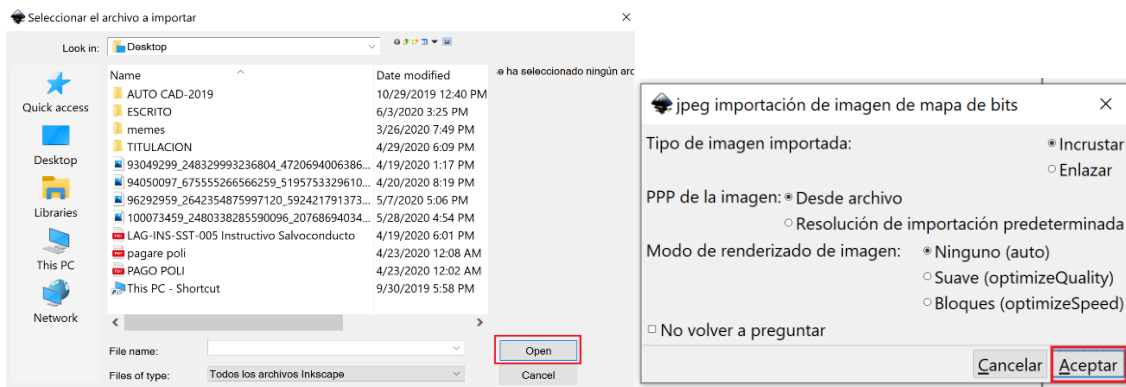 Seleccionar el archivo a importar
Look in: Desktop
Name Date modified
e ha seleccionado ningún arc
AUTO CAD-2019 10/29/2019 12:40 PM
ESCRITO 6/3/2020 3:25 PM
memes 3/26/2020 7:49 PM
TITULACION 4/29/2020 6:09 PM
93049299_248329993236804_4720694006386... 4/19/2020 1:17 PM
94050097_675555266566259_5195753329610... 4/20/2020 8:19 PM
96292959_2642354875997120_592421791373... 5/7/2020 5:06 PM
100073459_2480338285590096_20768694034... 5/28/2020 4:54 PM
LAG-INS-SST-005 Instructivo Salvoconducto 4/19/2020 6:01 PM
pagare poli 4/23/2020 12:08 AM
PAGO POLI 4/23/2020 12:02 AM
This PC - Shortcut 9/30/2019 5:58 PM
Quick access
Desktop
Libraries
This PC
Network
File name:
Open
Files of type: Todos los archivos Inkscape
Cancel
jpeg importación de imagen de mapa de bits
Tipo de imagen importada: Incrustar
Enlazar
PPP de la imagen: Desde archivo
Resolución de importación predeterminada
Modo de renderizado de imagen: Ninguno (auto)
Suave (optimizeQuality)
Bloques (optimizeSpeed)
No volver a preguntar
Cancelar Aceptar